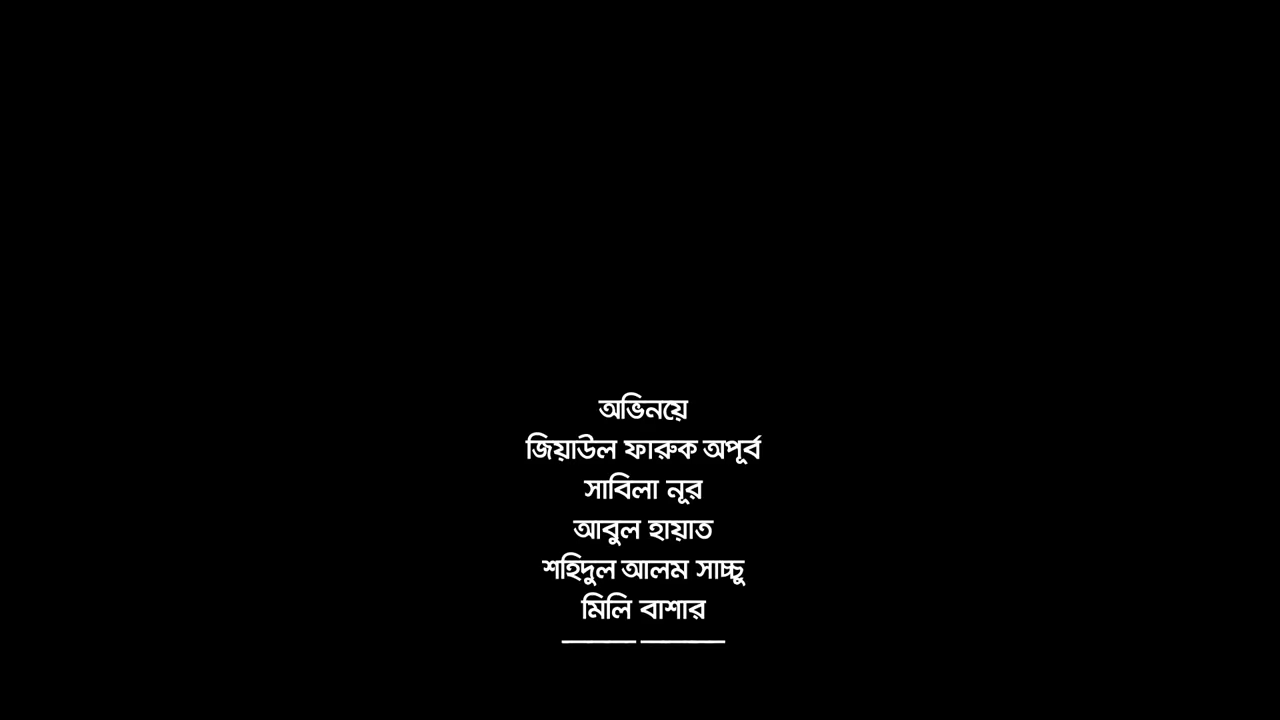 অভিনয়ে
জিয়াউল ফারুক অপূর্ব
সাবিলা নূর
আবুল হায়াত
শহিদুল আলম সাচ্চু
মিলি বাশার